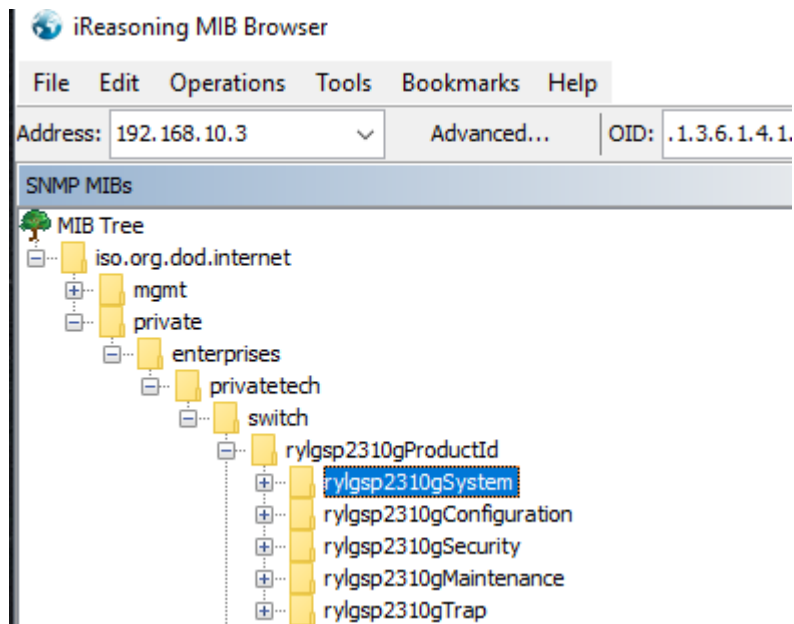 iReasoning MIB Browser
File Edit Operations Tools Bookmarks Help
Address: 192.168.10.3 Advanced... OID: .1.3.6.1.4.1.
SNMP MIBs
MIB Tree
iso.org.dod.internet
mgmt
private
enterprises
privatetech
switch
rylgsp2310gProductId
rylgsp2310gSystem
rylgsp2310gConfiguration
rylgsp2310gSecurity
rylgsp2310gMaintenance
rylgsp2310gTrap